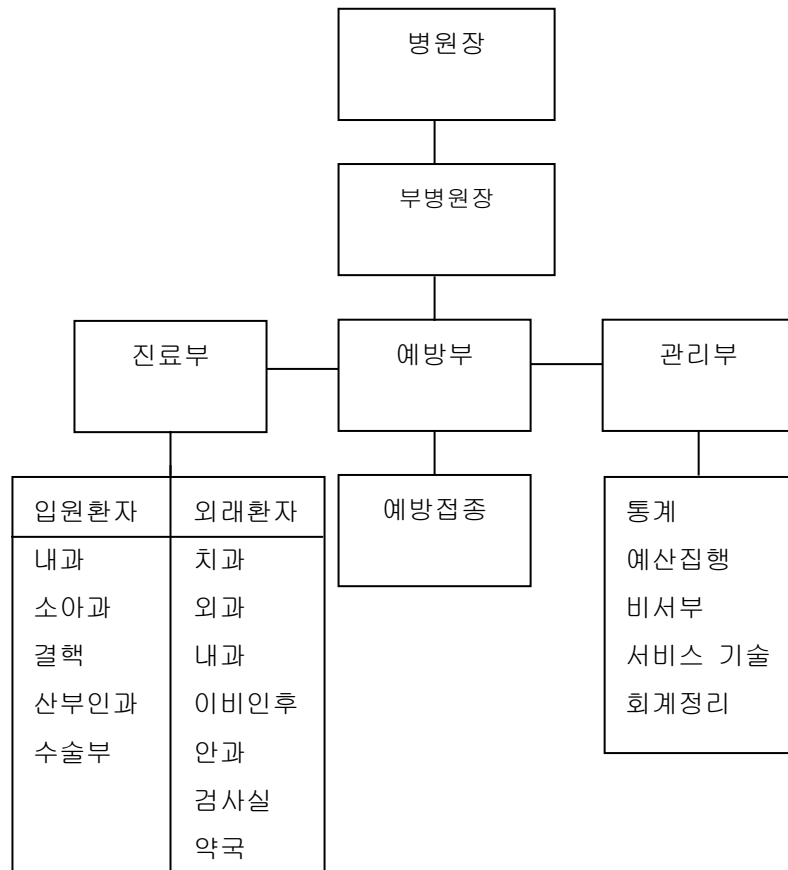 병원장
부병원장
진료부
예방부
관리부
입원환자
내과
소아과
결핵
산부인과
수술부
외래환자
치과
외과
내과
이비인후
안과
검사실
약국
예방접종
통계
예산집행
비서부
서비스 기술
회계정리